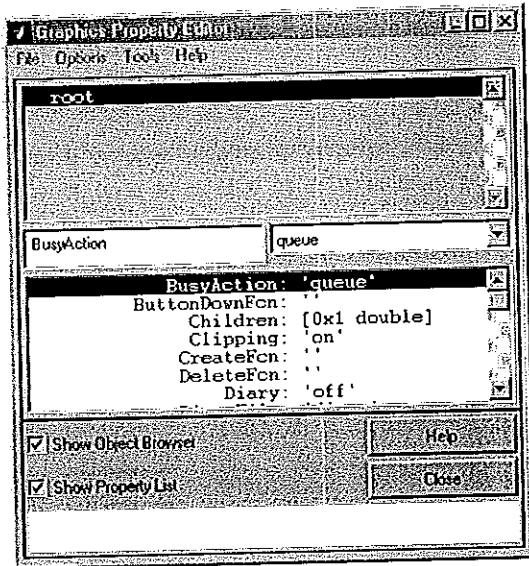 Graphics Property Editor
File Options Tools Help
root
BusyAction queue
BusyAction: 'queue'
ButtonDownFcn: ''
Children: [0x1 double]
Clipping: 'on'
CreateFcn: ''
DeleteFcn: ''
Diary: 'off'
Show Object Browser Help
Show Property List Close